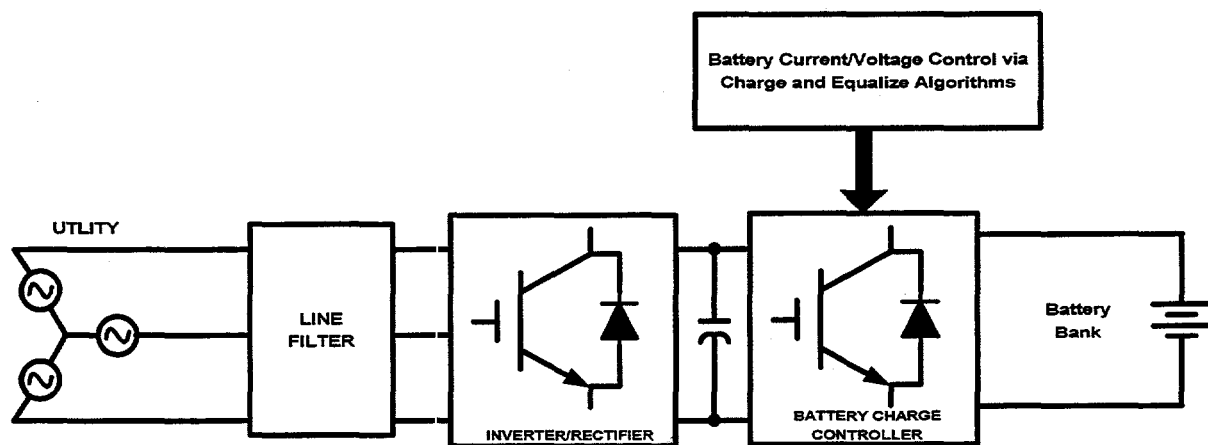 Battery Current/Voltage Control via
Charge and Equalize Algorithms
UTLITY
LINE
FILTER
INVERTER/RECTIFIER
BATTERY CHARGE
CONTROLLER
Battery
Bank